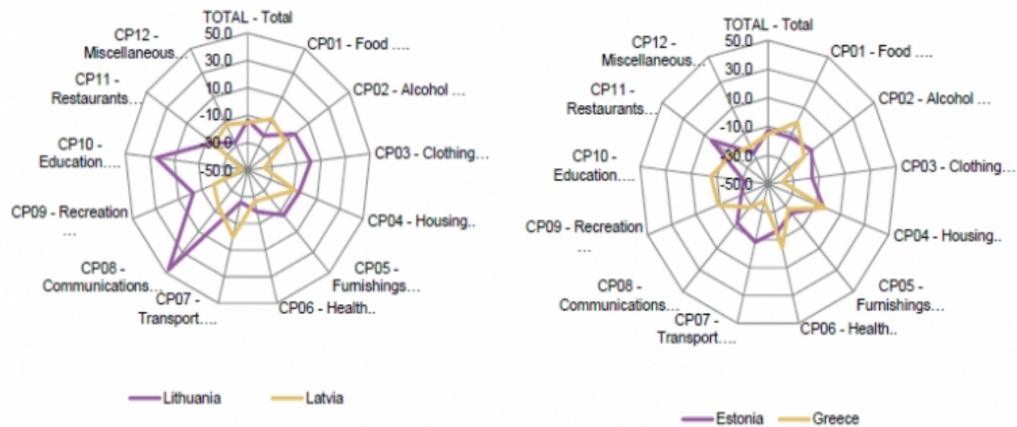 TOTAL - Total
50.0
30.0
10.0
-10.0
-30.0
-50.0
CP01 - Food ….
CP02 - Alcohol …
CP03 - Clothing…
CP04 - Housing..
CP05 -
Furnishings…
CP06 - Health..
CP07 -
Transport….
CP08 -
Communications…
CP09 - Recreation
…
CP10 -
Education….
CP11 -
Restaurants…
CP12 -
Miscellaneous…
Lithuania
Latvia
TOTAL - Total
50.0
30.0
10.0
-10.0
-30.0
-50.0
CP01 - Food ….
CP02 - Alcohol …
CP03 - Clothing…
CP04 - Housing..
CP05 -
Furnishings…
CP06 - Health..
CP07 -
Transport….
CP08 -
Communications…
CP09 - Recreation
…
CP10 -
Education….
CP11 -
Restaurants…
CP12 -
Miscellaneous…
Estonia
Greece